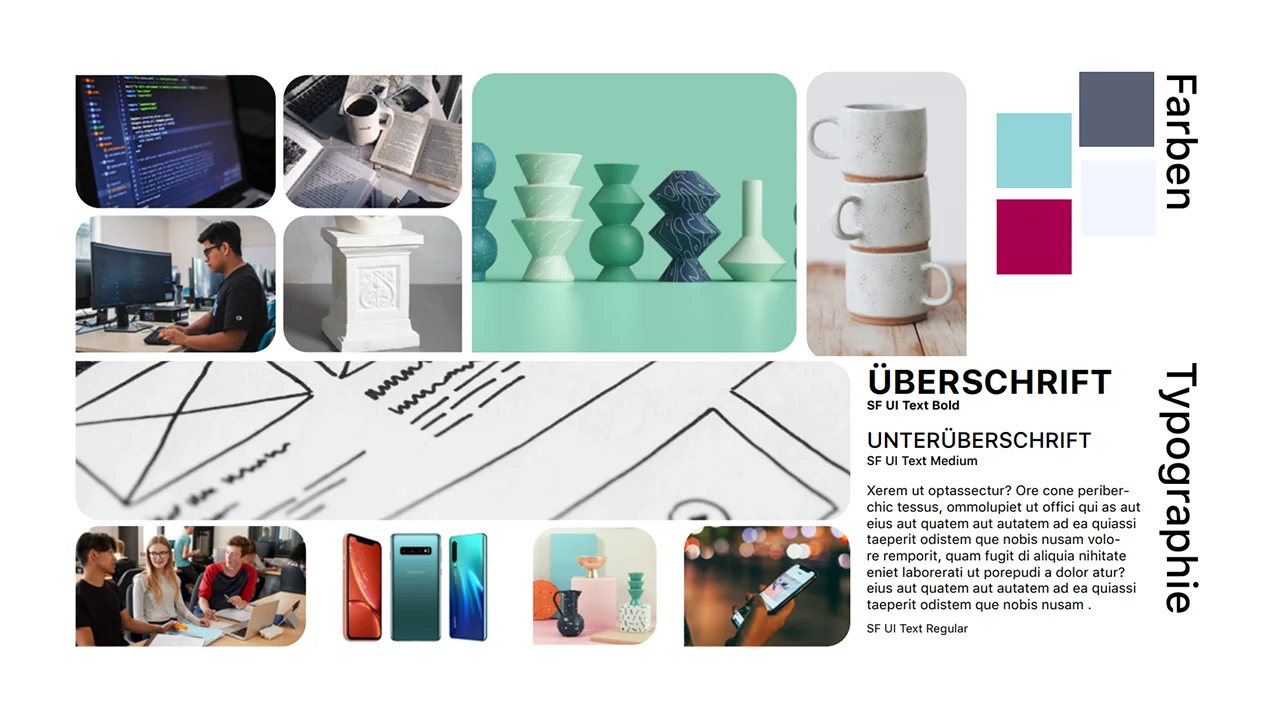 Farben
ÜBERSCHRIFT
SF UI Text Bold
UNTERÜBERSCHRIFT
SF UI Text Medium
Xerem ut optassectur? Ore cone periber-
chic tessus, ommolupiet ut offici qui as aut
eius aut quatem aut autatem ad ea quiassi
taeperit odistem que nobis nusam volo-
re remporit, quam fugit di aliquia nihitate
eniet laborerati ut porepudi a dolor atur?
eius aut quatem aut autatem ad ea quiassi
taeperit odistem que nobis nusam .
SF UI Text Regular
Typographie